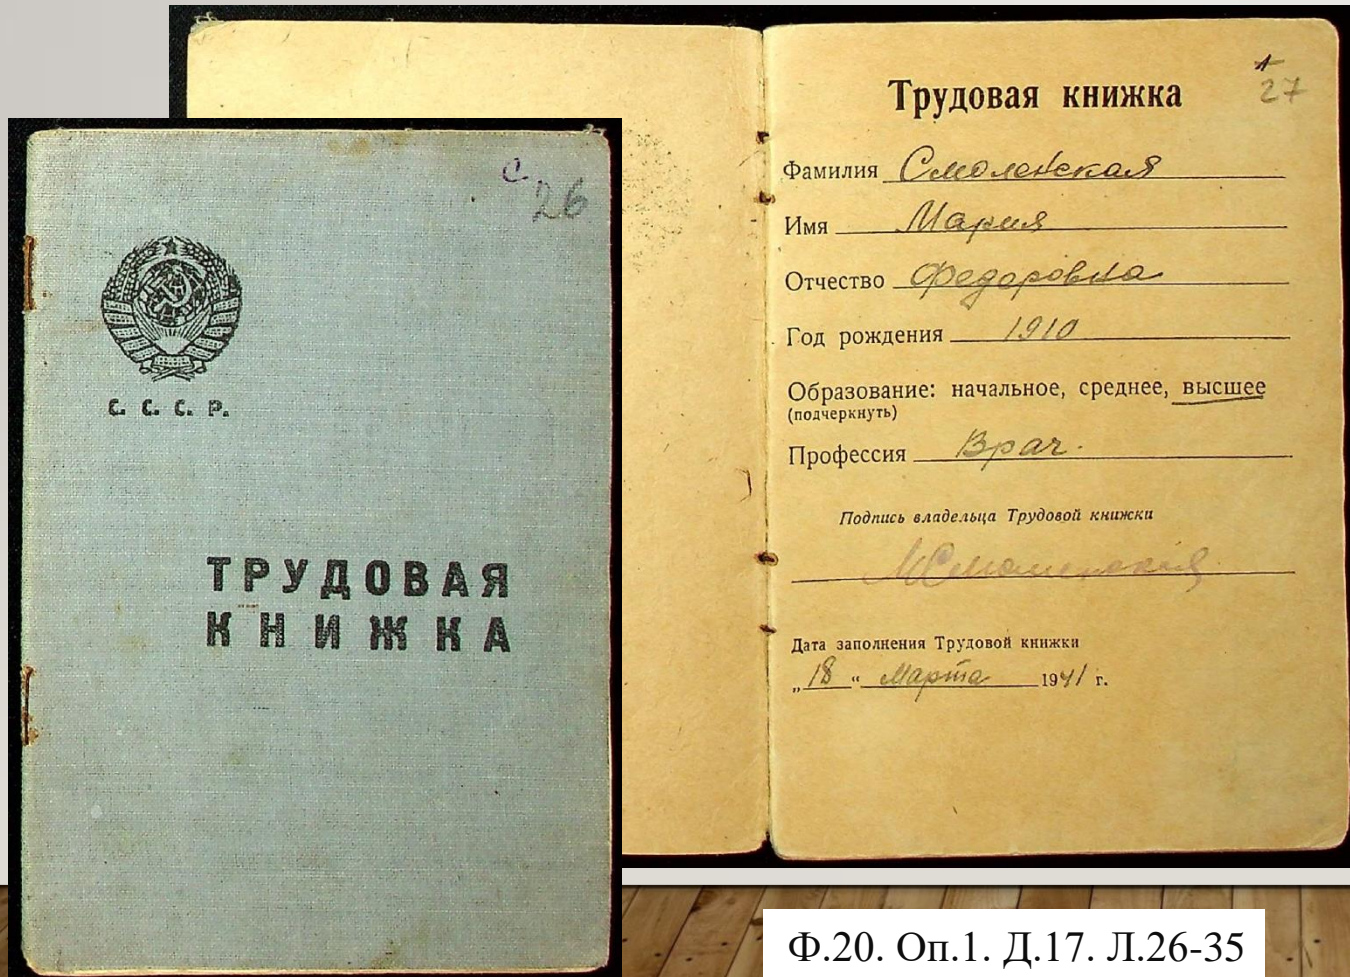 С
26
С. С. С. Р.
ТРУДОВАЯ
КНИЖКА
1
27
Трудовая книжка
Фамилия Смоленская
Имя Мария
Отчество Федоровна
Год рождения 1910
Образование: начальное, среднее, высшее
(подчеркнуть)
Профессия Врач.
Подпись владельца Трудовой книжки
МСмоленская
Дата заполнения Трудовой книжки
„18“ Марта 1941 г.
Ф.20. Оп.1. Д.17. Л.26-35